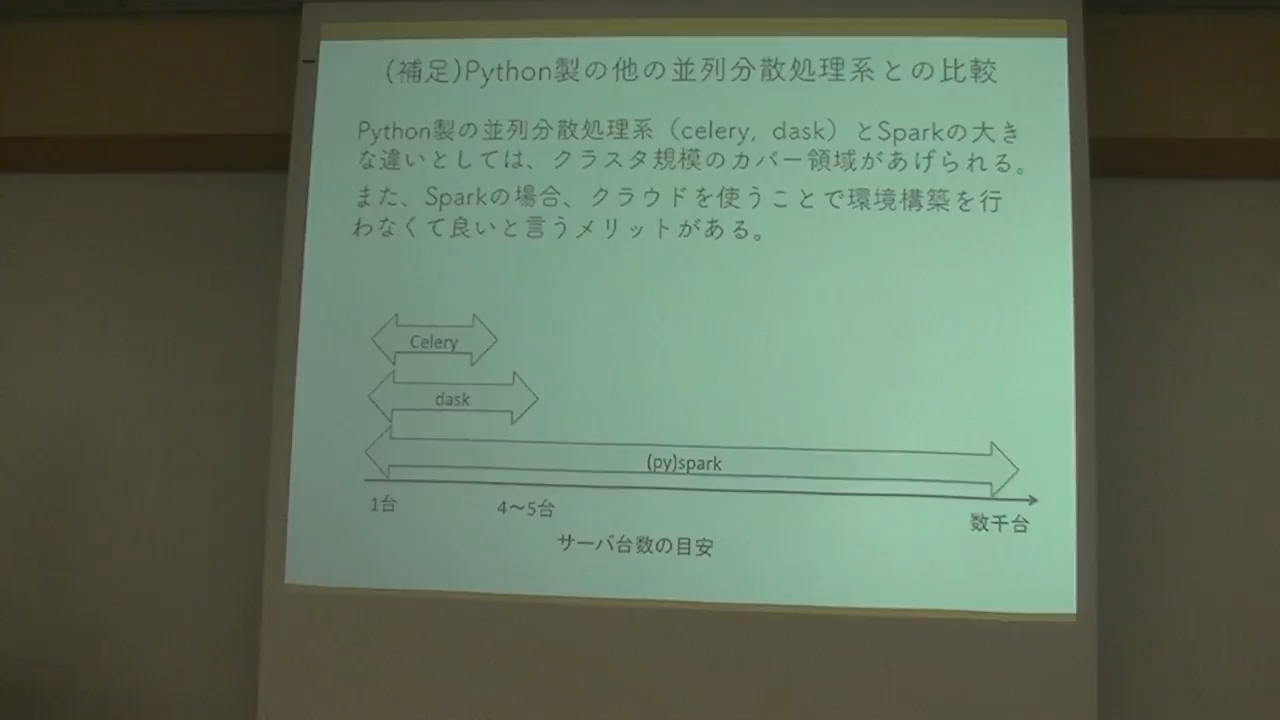 (補足)Python製の他の並列分散処理系との比較
Python製の並列分散処理系（celery, dask）とSparkの大き
な違いとしては、クラスタ規模のカバー領域があげられる。
また、Sparkの場合、クラウドを使うことで環境構築を行
わなくて良いと言うメリットがある。
Celery
dask
(py)spark
1台
4〜5台
数千台
サーバ台数の目安